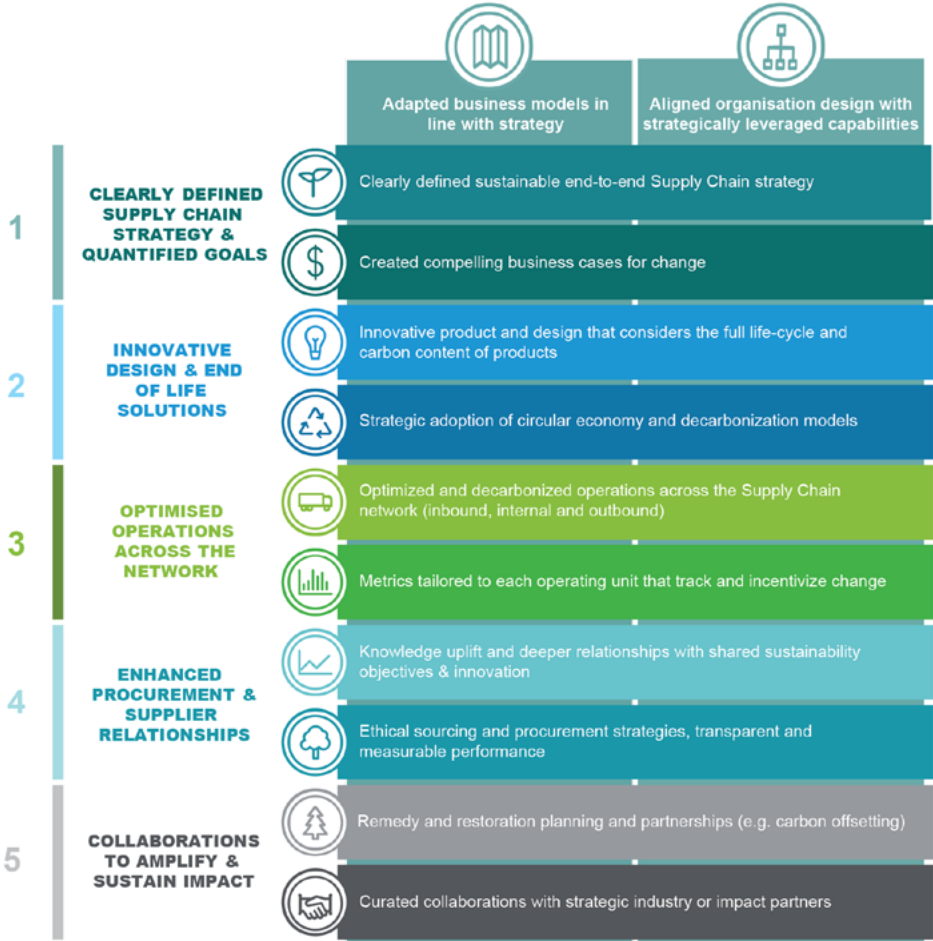 Adapted business models in
line with strategy
Aligned organisation design with
strategically leveraged capabilities
1
CLEARLY DEFINED
SUPPLY CHAIN
STRATEGY &
QUANTIFIED GOALS
Clearly defined sustainable end-to-end Supply Chain strategy
$
Created compelling business cases for change
2
INNOVATIVE
DESIGN & END
OF LIFE
SOLUTIONS
Innovative product and design that considers the full life-cycle and
carbon content of products
Strategic adoption of circular economy and decarbonization models
3
OPTIMISED
OPERATIONS
ACROSS THE
NETWORK
Optimized and decarbonized operations across the Supply Chain
network (inbound, internal and outbound)
Metrics tailored to each operating unit that track and incentivize change
4
ENHANCED
PROCUREMENT &
SUPPLIER
RELATIONSHIPS
Knowledge uplift and deeper relationships with shared sustainability
objectives & innovation
Ethical sourcing and procurement strategies, transparent and
measurable performance
5
COLLABORATIONS
TO AMPLIFY &
SUSTAIN IMPACT
Remedy and restoration planning and partnerships (e.g. carbon offsetting)
Curated collaborations with strategic industry or impact partners